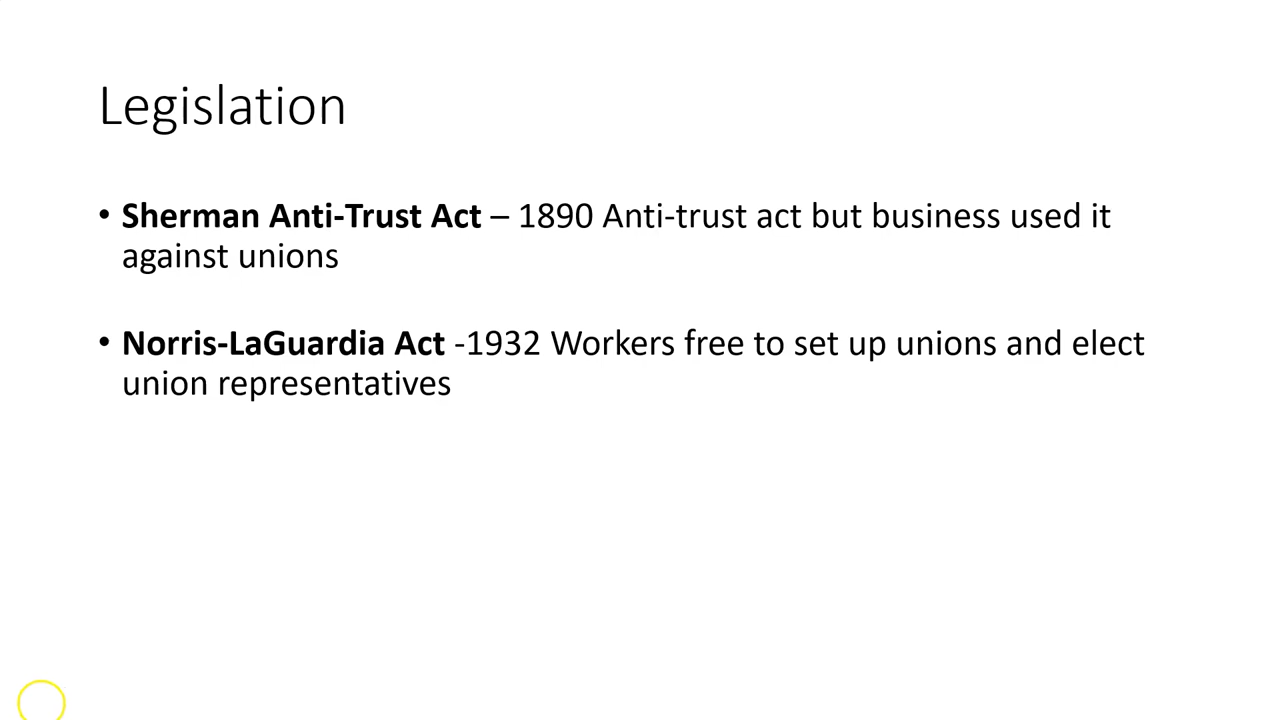 Legislation
• Sherman Anti-Trust Act – 1890 Anti-trust act but business used it
against unions
• Norris-LaGuardia Act -1932 Workers free to set up unions and elect
union representatives